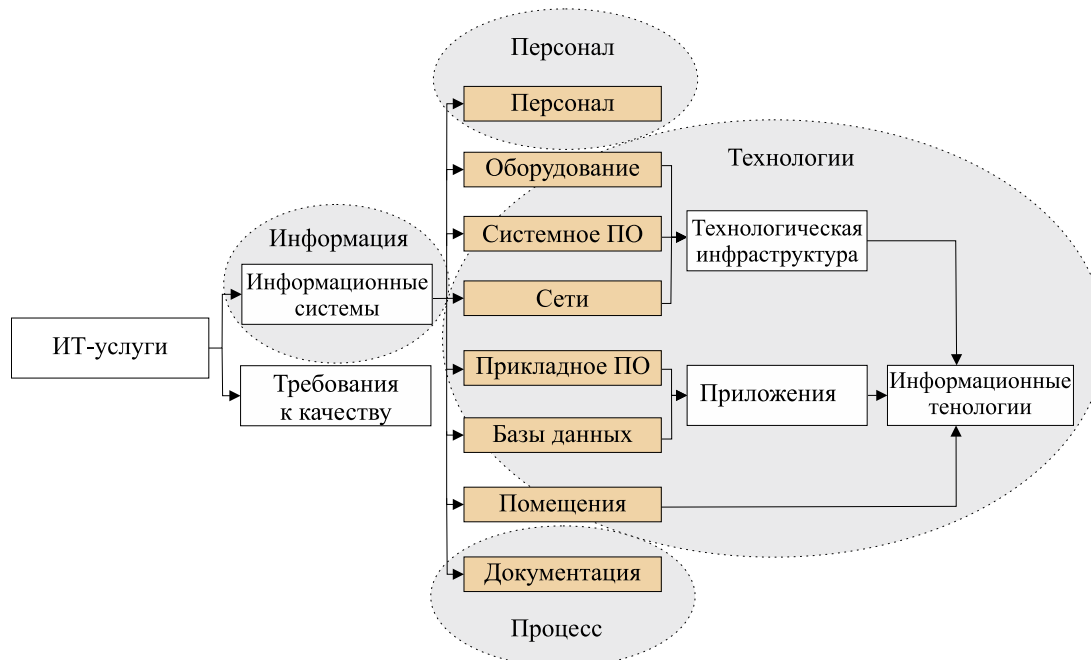 Персонал
Персонал
Оборудование
Технологии
Системное ПО
Технологическая
инфраструктура
Информация
Информационные
системы
Сети
ИТ-услуги
Требования
к качеству
Прикладное ПО
Приложения
Информационные
тенологии
Базы данных
Помещения
Документация
Процесс